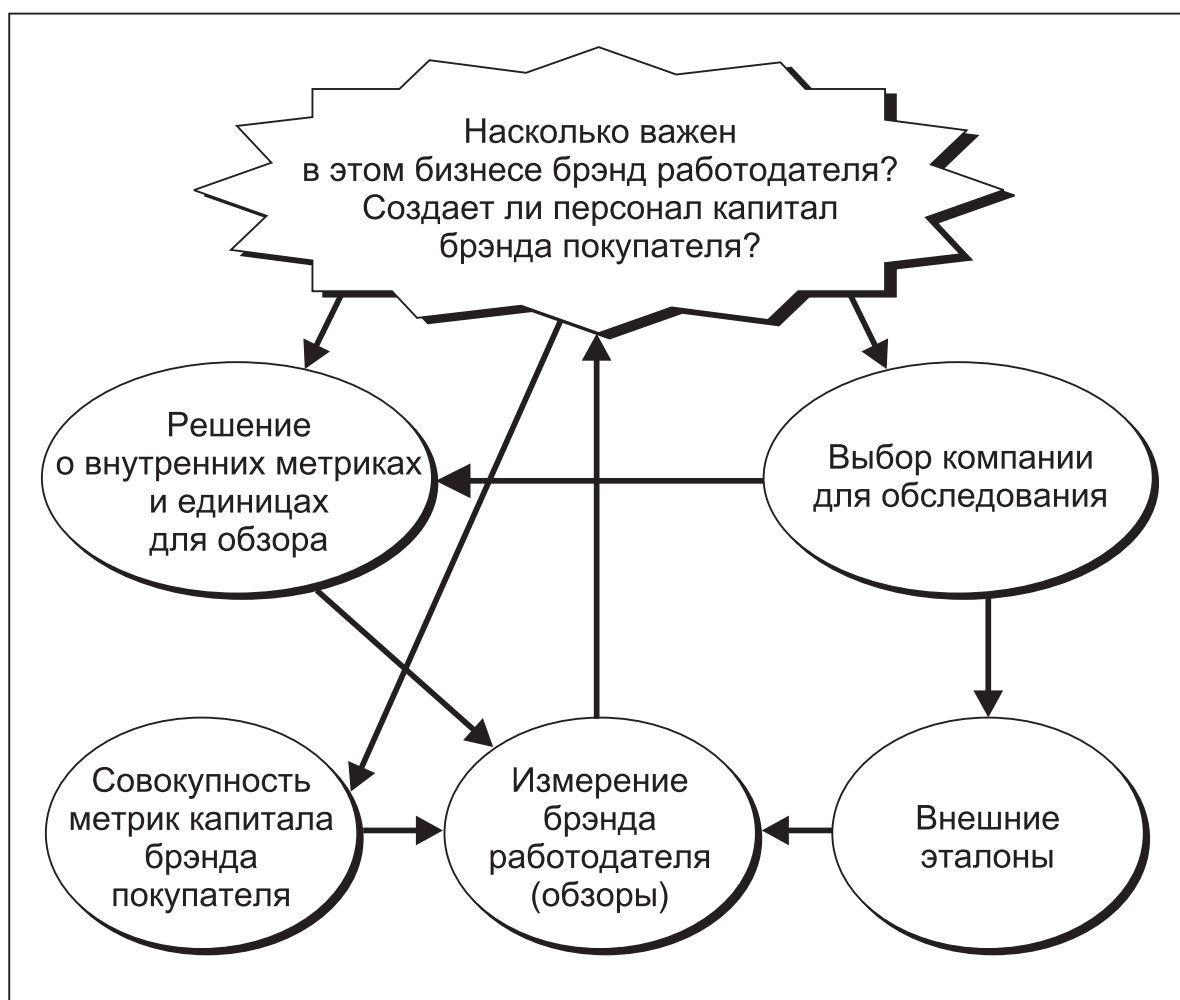 Насколько важен
в этом бизнесе брэнд работодателя?
Создает ли персонал капитал
брэнда покупателя?
Решение
о внутренних метриках
и единицах
для обзора
Выбор компании
для обследования
Совокупность
метрик капитала
брэнда
покупателя
Измерение
брэнда
работодателя
(обзоры)
Внешние
эталоны